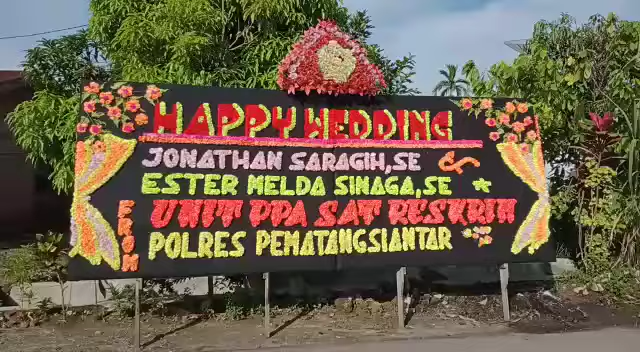 HAPPY WEDDING
JONATHAN SARAGIH,SE
ESTER MELDA SINAGA,SE
FROM
UNIT PPA SAT RESKRIM
POLRES PEMATANGSIANTAR